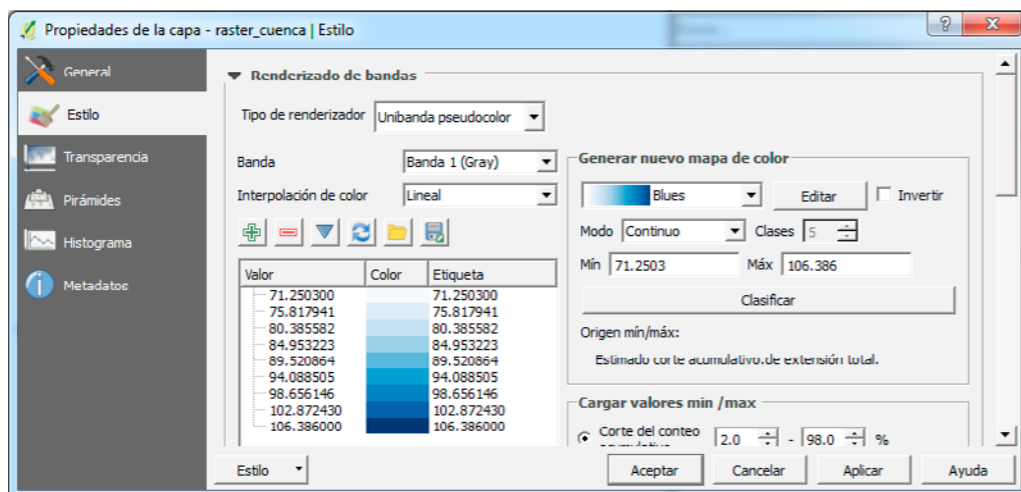 Propiedades de la capa - raster_cuenca | Estilo
General
Estilo
Transparencia
Pirámides
Histograma
Metadatos
Renderizado de bandas
Tipo de renderizador Unibanda pseudocolor
Banda Banda 1 (Gray)
Interpolación de color Lineal
Valor Color Etiqueta
71.250300 71.250300
75.817941 75.817941
80.385582 80.385582
84.953223 84.953223
89.520864 89.520864
94.088505 94.088505
98.656146 98.656146
102.872430 102.872430
106.386000 106.386000
Generar nuevo mapa de color
Blues Editar Invertir
Modo Continuo Clases 5
Mín 71.2503 Máx 106.386
Clasificar
Origen mín/máx:
Estimado corte acumulativo.de extensión total.
Cargar valores min /max
Corte del conteo
2.0 - 98.0 %
Estilo Aceptar Cancelar Aplicar Ayuda